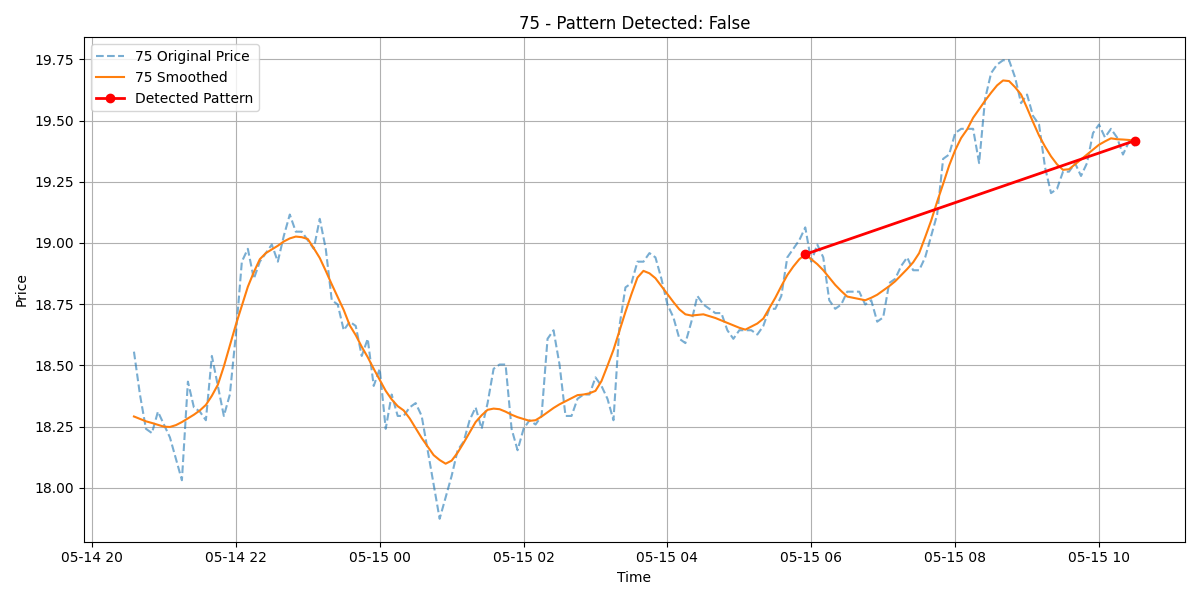 75 - Pattern Detected: False
75 Original Price
75 Smoothed
Detected Pattern
Price
19.75
19.50
19.25
19.00
18.75
18.50
18.25
18.00
05-14 20 05-14 22 05-15 00 05-15 02 05-15 04 05-15 06 05-15 08 05-15 10
Time